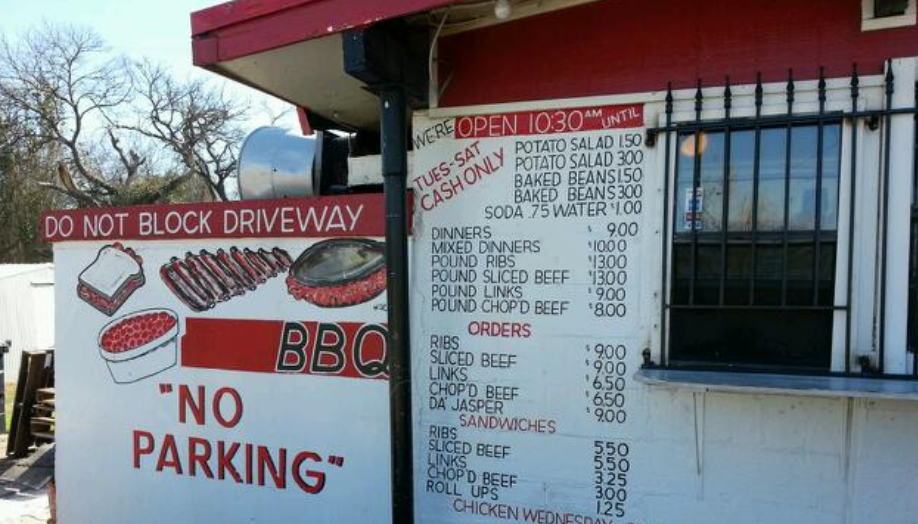 DO NOT BLOCK DRIVEWAY
BBQ
"NO
PARKING"
WE'RE OPEN 10:30 AM UNTIL
TUES-SAT
CASH ONLY
POTATO SALAD 1.50
POTATO SALAD 3.00
BAKED BEANS 1.50
BAKED BEANS 3.00
SODA .75 WATER $1.00
DINNERS $9.00
MIXED DINNERS $10.00
POUND RIBS $13.00
POUND SLICED BEEF $13.00
POUND LINKS $9.00
POUND CHOP'D BEEF $8.00
ORDERS
RIBS $9.00
SLICED BEEF $9.00
LINKS $6.50
CHOP'D BEEF $6.50
DA' JASPER $9.00
SANDWICHES
RIBS 5.50
SLICED BEEF 5.50
LINKS 3.25
CHOP'D BEEF 3.00
ROLL UPS 1.25
CHICKEN WEDNESDAY